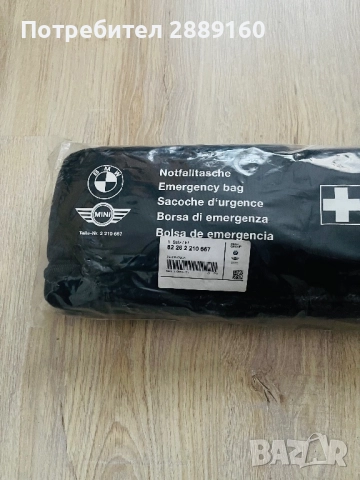 Потребител 2889160
BMW
Notfalltasche
Emergency bag
Sacoche d'urgence
Borsa di emergenza
Bolsa de emergencia
MINI
Teile-Nr. 2 210 667
82 26 2 210 667
BAZAR